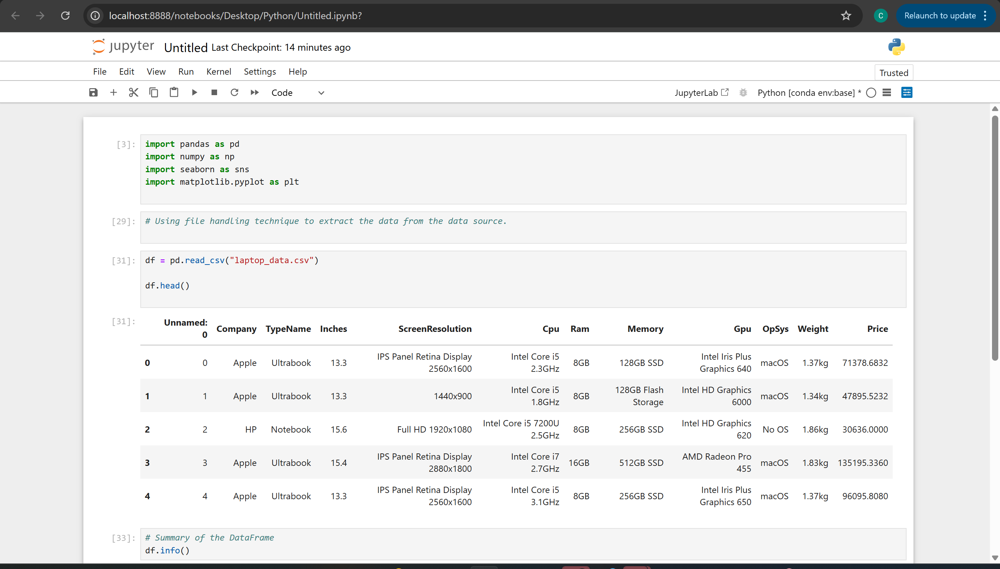 localhost:8888/notebooks/Desktop/Python/Untitled.ipynb?
C
Relaunch to update
jupyter Untitled Last Checkpoint: 14 minutes ago
File Edit View Run Kernel Settings Help
Trusted
Code
JupyterLab
Python [conda env:base] *
[3]:
import pandas as pd
import numpy as np
import seaborn as sns
import matplotlib.pyplot as plt
[29]:
# Using file handling technique to extract the data from the data source.
[31]:
df = pd.read_csv("laptop_data.csv")
df.head()
[31]:
Unnamed: 0 Company TypeName Inches ScreenResolution Cpu Ram Memory Gpu OpSys Weight Price
0 0 Apple Ultrabook 13.3 IPS Panel Retina Display 2560x1600 Intel Core i5 2.3GHz 8GB 128GB SSD Intel Iris Plus Graphics 640 macOS 1.37kg 71378.6832
1 1 Apple Ultrabook 13.3 1440x900 Intel Core i5 1.8GHz 8GB 128GB Flash Storage Intel HD Graphics 6000 macOS 1.34kg 47895.5232
2 2 HP Notebook 15.6 Full HD 1920x1080 Intel Core i5 7200U 2.5GHz 8GB 256GB SSD Intel HD Graphics 620 No OS 1.86kg 30636.0000
3 3 Apple Ultrabook 15.4 IPS Panel Retina Display 2880x1800 Intel Core i7 2.7GHz 16GB 512GB SSD AMD Radeon Pro 455 macOS 1.83kg 135195.3360
4 4 Apple Ultrabook 13.3 IPS Panel Retina Display 2560x1600 Intel Core i5 3.1GHz 8GB 256GB SSD Intel Iris Plus Graphics 650 macOS 1.37kg 96095.8080
[33]:
# Summary of the DataFrame
df.info()